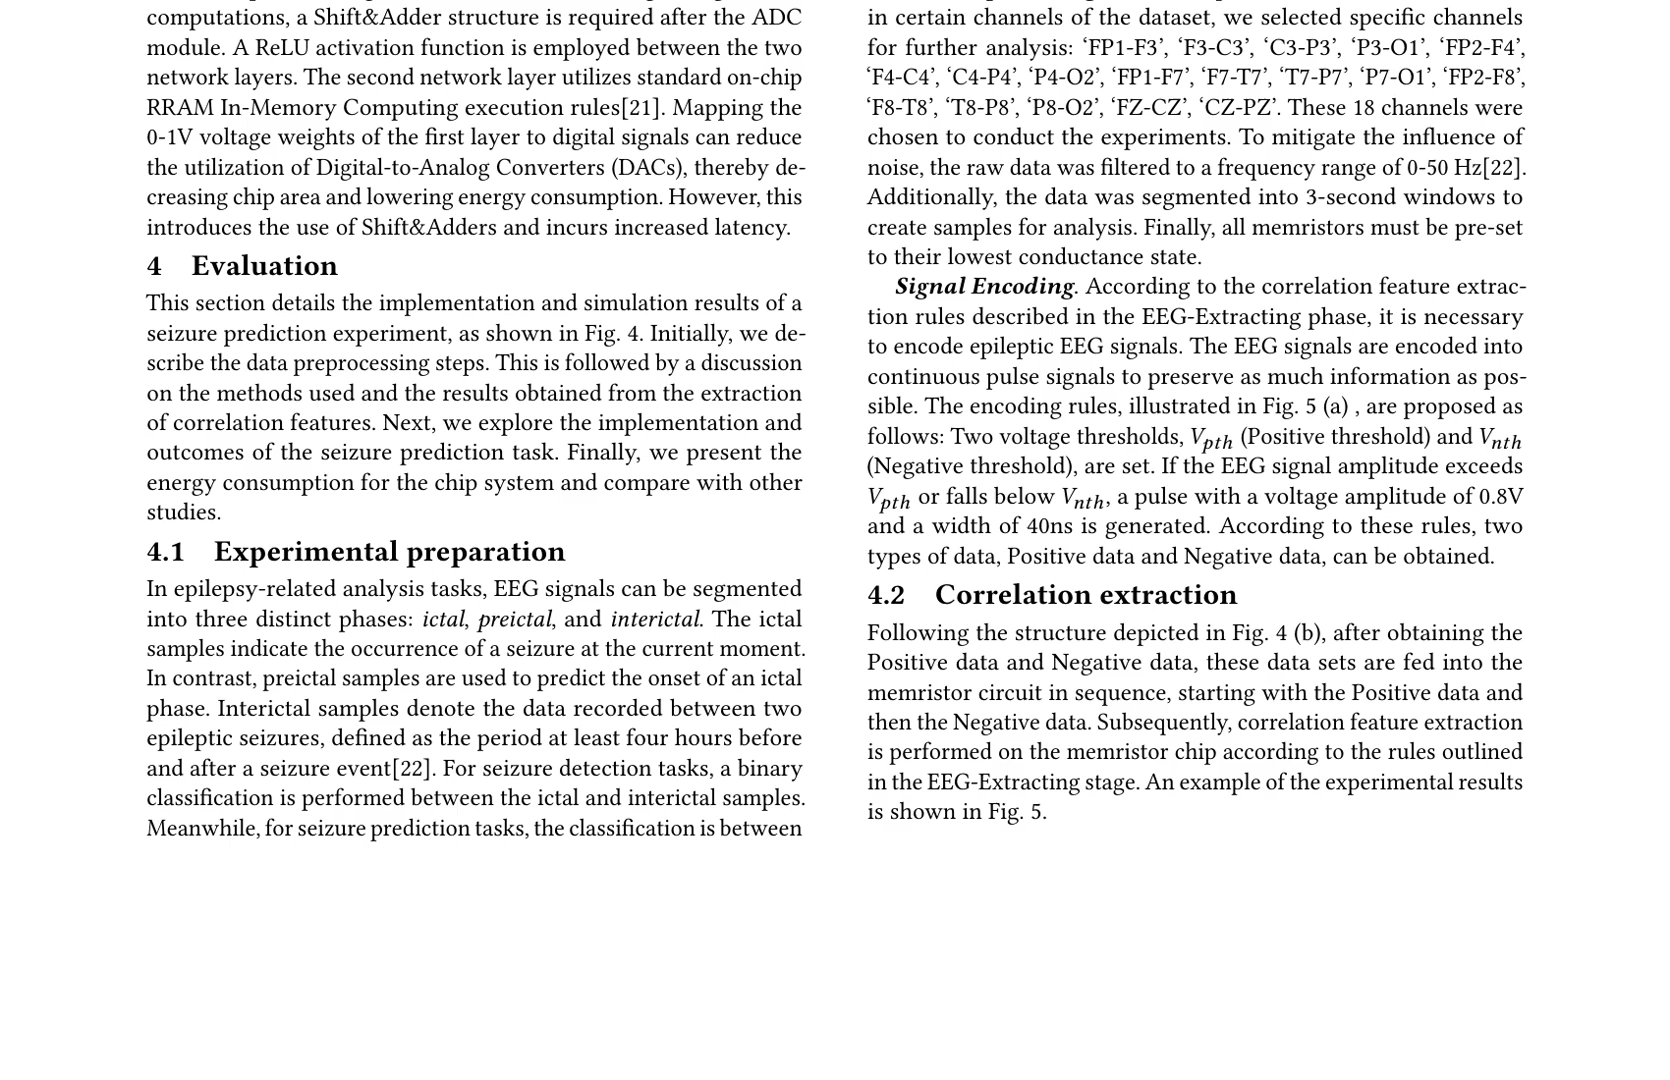 computations, a Shift&Adder structure is required after the ADC
module. A ReLU activation function is employed between the two
network layers. The second network layer utilizes standard on-chip
RRAM In-Memory Computing execution rules[21]. Mapping the
0-1V voltage weights of the first layer to digital signals can reduce
the utilization of Digital-to-Analog Converters (DACs), thereby de-
creasing chip area and lowering energy consumption. However, this
introduces the use of Shift&Adders and incurs increased latency.
4 Evaluation
This section details the implementation and simulation results of a
seizure prediction experiment, as shown in Fig. 4. Initially, we de-
scribe the data preprocessing steps. This is followed by a discussion
on the methods used and the results obtained from the extraction
of correlation features. Next, we explore the implementation and
outcomes of the seizure prediction task. Finally, we present the
energy consumption for the chip system and compare with other
studies.
4.1 Experimental preparation
In epilepsy-related analysis tasks, EEG signals can be segmented
into three distinct phases: ictal, preictal, and interictal. The ictal
samples indicate the occurrence of a seizure at the current moment.
In contrast, preictal samples are used to predict the onset of an ictal
phase. Interictal samples denote the data recorded between two
epileptic seizures, defined as the period at least four hours before
and after a seizure event[22]. For seizure detection tasks, a binary
classification is performed between the ictal and interictal samples.
Meanwhile, for seizure prediction tasks, the classification is between
in certain channels of the dataset, we selected specific channels
for further analysis: ‘FP1-F3’, ‘F3-C3’, ‘C3-P3’, ‘P3-O1’, ‘FP2-F4’,
‘F4-C4’, ‘C4-P4’, ‘P4-O2’, ‘FP1-F7’, ‘F7-T7’, ‘T7-P7’, ‘P7-O1’, ‘FP2-F8’,
‘F8-T8’, ‘T8-P8’, ‘P8-O2’, ‘FZ-CZ’, ‘CZ-PZ’. These 18 channels were
chosen to conduct the experiments. To mitigate the influence of
noise, the raw data was filtered to a frequency range of 0-50 Hz[22].
Additionally, the data was segmented into 3-second windows to
create samples for analysis. Finally, all memristors must be pre-set
to their lowest conductance state.
Signal Encoding. According to the correlation feature extrac-
tion rules described in the EEG-Extracting phase, it is necessary
to encode epileptic EEG signals. The EEG signals are encoded into
continuous pulse signals to preserve as much information as pos-
sible. The encoding rules, illustrated in Fig. 5 (a) , are proposed as
follows: Two voltage thresholds, Vpth (Positive threshold) and Vnth
(Negative threshold), are set. If the EEG signal amplitude exceeds
Vpth or falls below Vnth, a pulse with a voltage amplitude of 0.8V
and a width of 40ns is generated. According to these rules, two
types of data, Positive data and Negative data, can be obtained.
4.2 Correlation extraction
Following the structure depicted in Fig. 4 (b), after obtaining the
Positive data and Negative data, these data sets are fed into the
memristor circuit in sequence, starting with the Positive data and
then the Negative data. Subsequently, correlation feature extraction
is performed on the memristor chip according to the rules outlined
in the EEG-Extracting stage. An example of the experimental results
is shown in Fig. 5.